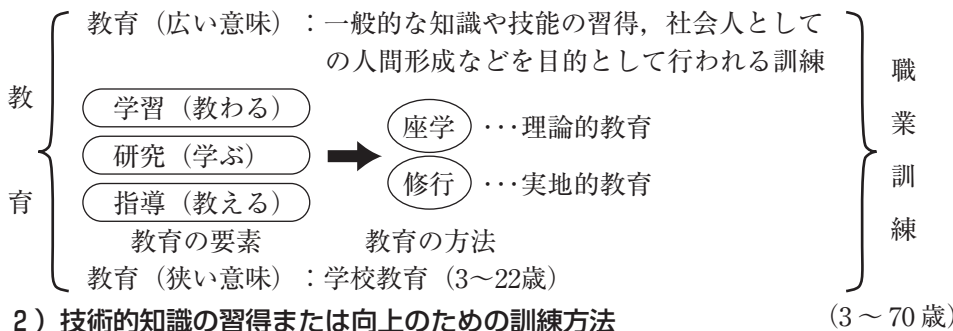 教育
教育（広い意味）：一般的な知識や技能の習得，社会人として
の人間形成などを目的として行われる訓練
学習（教わる）
研究（学ぶ）
指導（教える）
教育の要素
座学 ･･･理論的教育
修行 ･･･実地的教育
教育の方法
教育（狭い意味）：学校教育（3～22歳）
職業訓練
（3～70歳）
2）技術的知識の習得または向上のための訓練方法